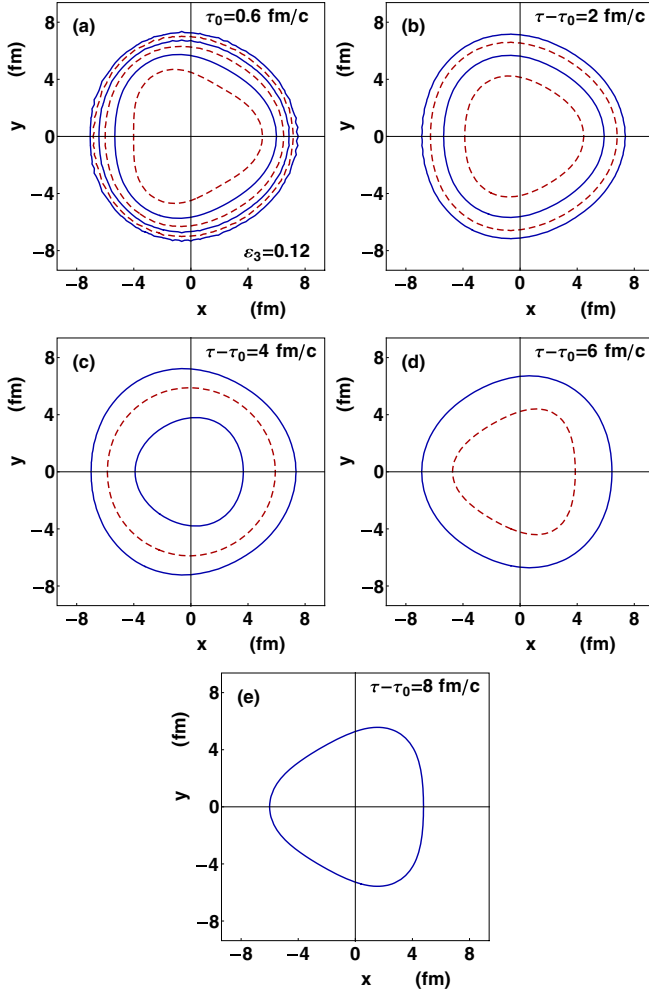 (a)
τ₀=0.6 fm/c
8
4
0
−4
−8
y (fm)
ε₃=0.12
−8 −4 0 4 8
x (fm)
(b)
τ−τ₀=2 fm/c
8
4
0
−4
−8
y (fm)
−8 −4 0 4 8
x (fm)
(c)
τ−τ₀=4 fm/c
8
4
0
−4
−8
y (fm)
−8 −4 0 4 8
x (fm)
(d)
τ−τ₀=6 fm/c
8
4
0
−4
−8
y (fm)
−8 −4 0 4 8
x (fm)
(e)
τ−τ₀=8 fm/c
8
4
0
−4
−8
y (fm)
−8 −4 0 4 8
x (fm)